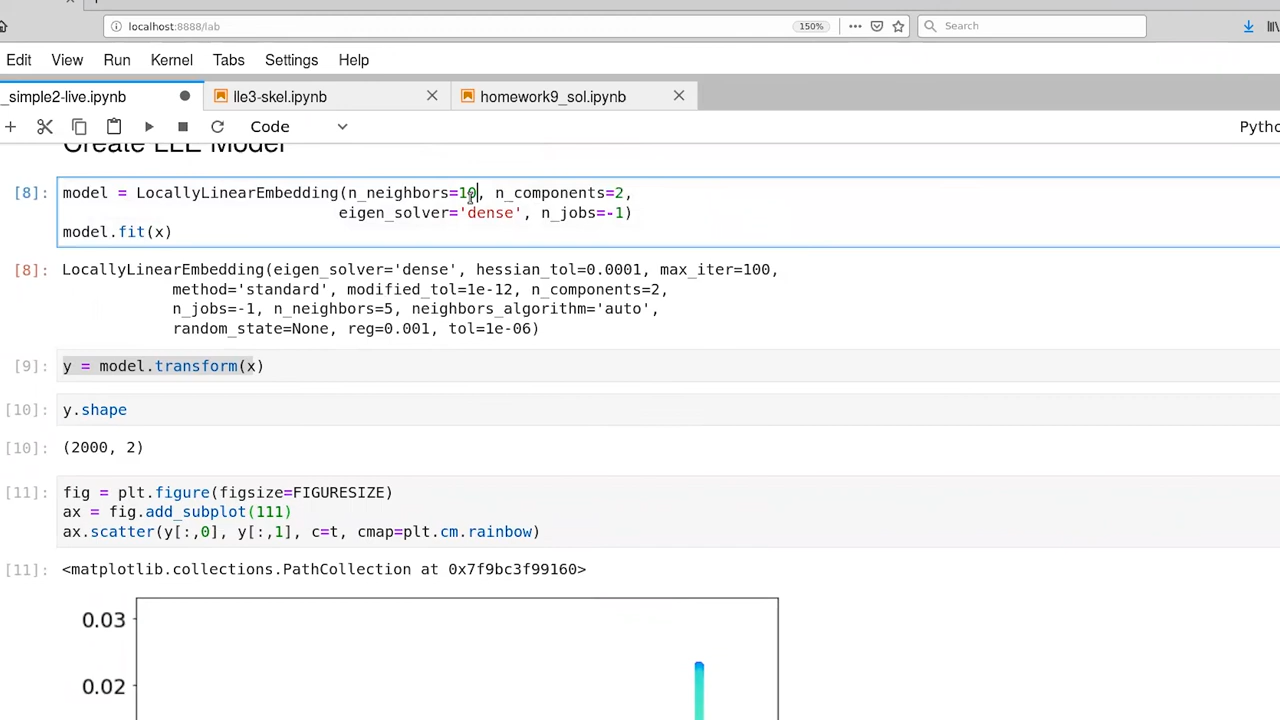 localhost:8888/lab
150%
Search
Edit View Run Kernel Tabs Settings Help
_simple2-live.ipynb
lle3-skel.ipynb
homework9_sol.ipynb
Code
Create LLE Model
[8]: model = LocallyLinearEmbedding(n_neighbors=10, n_components=2,
eigen_solver='dense', n_jobs=-1)
model.fit(x)
[8]: LocallyLinearEmbedding(eigen_solver='dense', hessian_tol=0.0001, max_iter=100,
method='standard', modified_tol=1e-12, n_components=2,
n_jobs=-1, n_neighbors=5, neighbors_algorithm='auto',
random_state=None, reg=0.001, tol=1e-06)
[9]: y = model.transform(x)
[10]: y.shape
[10]: (2000, 2)
[11]: fig = plt.figure(figsize=FIGURESIZE)
ax = fig.add_subplot(111)
ax.scatter(y[:,0], y[:,1], c=t, cmap=plt.cm.rainbow)
[11]: <matplotlib.collections.PathCollection at 0x7f9bc3f99160>
0.03
0.02